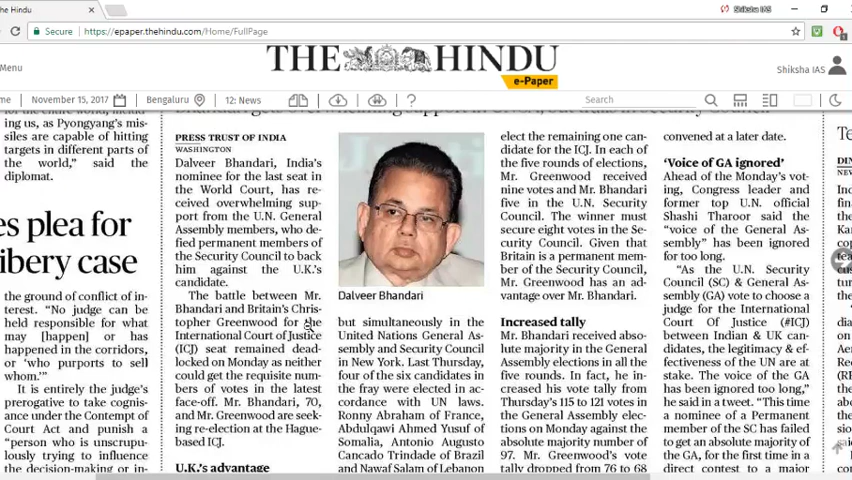 he Hindu
Shiksha IAS
Secure
https://epaper.thehindu.com/Home/FullPage
Menu
THE HINDU
e-Paper
Shiksha IAS
me
November 15, 2017
Bengaluru
12: News
Search
ing us, as Pyongyang's mis-
siles are capable of hitting
targets in different parts of
the world," said the
diplomat.
es plea for
ibery case
the ground of conflict of in-
terest. "No judge can be
held responsible for what
may [happen] or has
happened in the corridors,
or 'who purports to sell
whom.'"
It is entirely the judge's
prerogative to take cognis-
ance under the Contempt of
Court Act and punish a
"person who is unscrupu-
lously trying to influence
the decision-making or in-
PRESS TRUST OF INDIA
WASHINGTON
Dalveer Bhandari, India's
nominee for the last seat in
the World Court, has re-
ceived overwhelming sup-
port from the U.N. General
Assembly members, who de-
fied permanent members of
the Security Council to back
him against the U.K.'s
candidate.
The battle between Mr.
Bhandari and Britain's Chris-
topher Greenwood for the
International Court of Justice
(ICJ) seat remained dead-
locked on Monday as neither
could get the requisite num-
bers of votes in the latest
face-off. Mr. Bhandari, 70,
and Mr. Greenwood are seek-
ing re-election at the Hague-
based ICJ.
U.K.'s advantage
Dalveer Bhandari
but simultaneously in the
United Nations General As-
sembly and Security Council
in New York. Last Thursday,
four of the six candidates in
the fray were elected in ac-
cordance with UN laws.
Ronny Abraham of France,
Abdulqawi Ahmed Yusuf of
Somalia, Antonio Augusto
Cancado Trindade of Brazil
and Nawaf Salam of Lebanon
elect the remaining one can-
didate for the ICJ. In each of
the five rounds of elections,
Mr. Greenwood received
nine votes and Mr. Bhandari
five in the U.N. Security
Council. The winner must
secure eight votes in the Se-
curity Council. Given that
Britain is a permanent mem-
ber of the Security Council,
Mr. Greenwood has an ad-
vantage over Mr. Bhandari.
Increased tally
Mr. Bhandari received abso-
lute majority in the General
Assembly elections in all the
five rounds. In fact, he in-
creased his vote tally from
Thursday's 115 to 121 votes in
the General Assembly elec-
tions on Monday against the
absolute majority number of
97. Mr. Greenwood's vote
tally dropped from 76 to 68
convened at a later date.
'Voice of GA ignored'
Ahead of the Monday's vot-
ing, Congress leader and
former top U.N. official
Shashi Tharoor said the
"voice of the General As-
sembly" has been ignored
for too long.
"As the U.N. Security
Council (SC) & General As-
sembly (GA) vote to choose a
judge for the International
Court Of Justice (#ICJ)
between Indian & UK can-
didates, the legitimacy & ef-
fectiveness of the UN are at
stake. The voice of the GA
has been ignored too long,"
he said in a tweet. "This time
a nominee of a Permanent
member of the SC has failed
to get an absolute majority of
the GA, for the first time in a
direct contest to a major